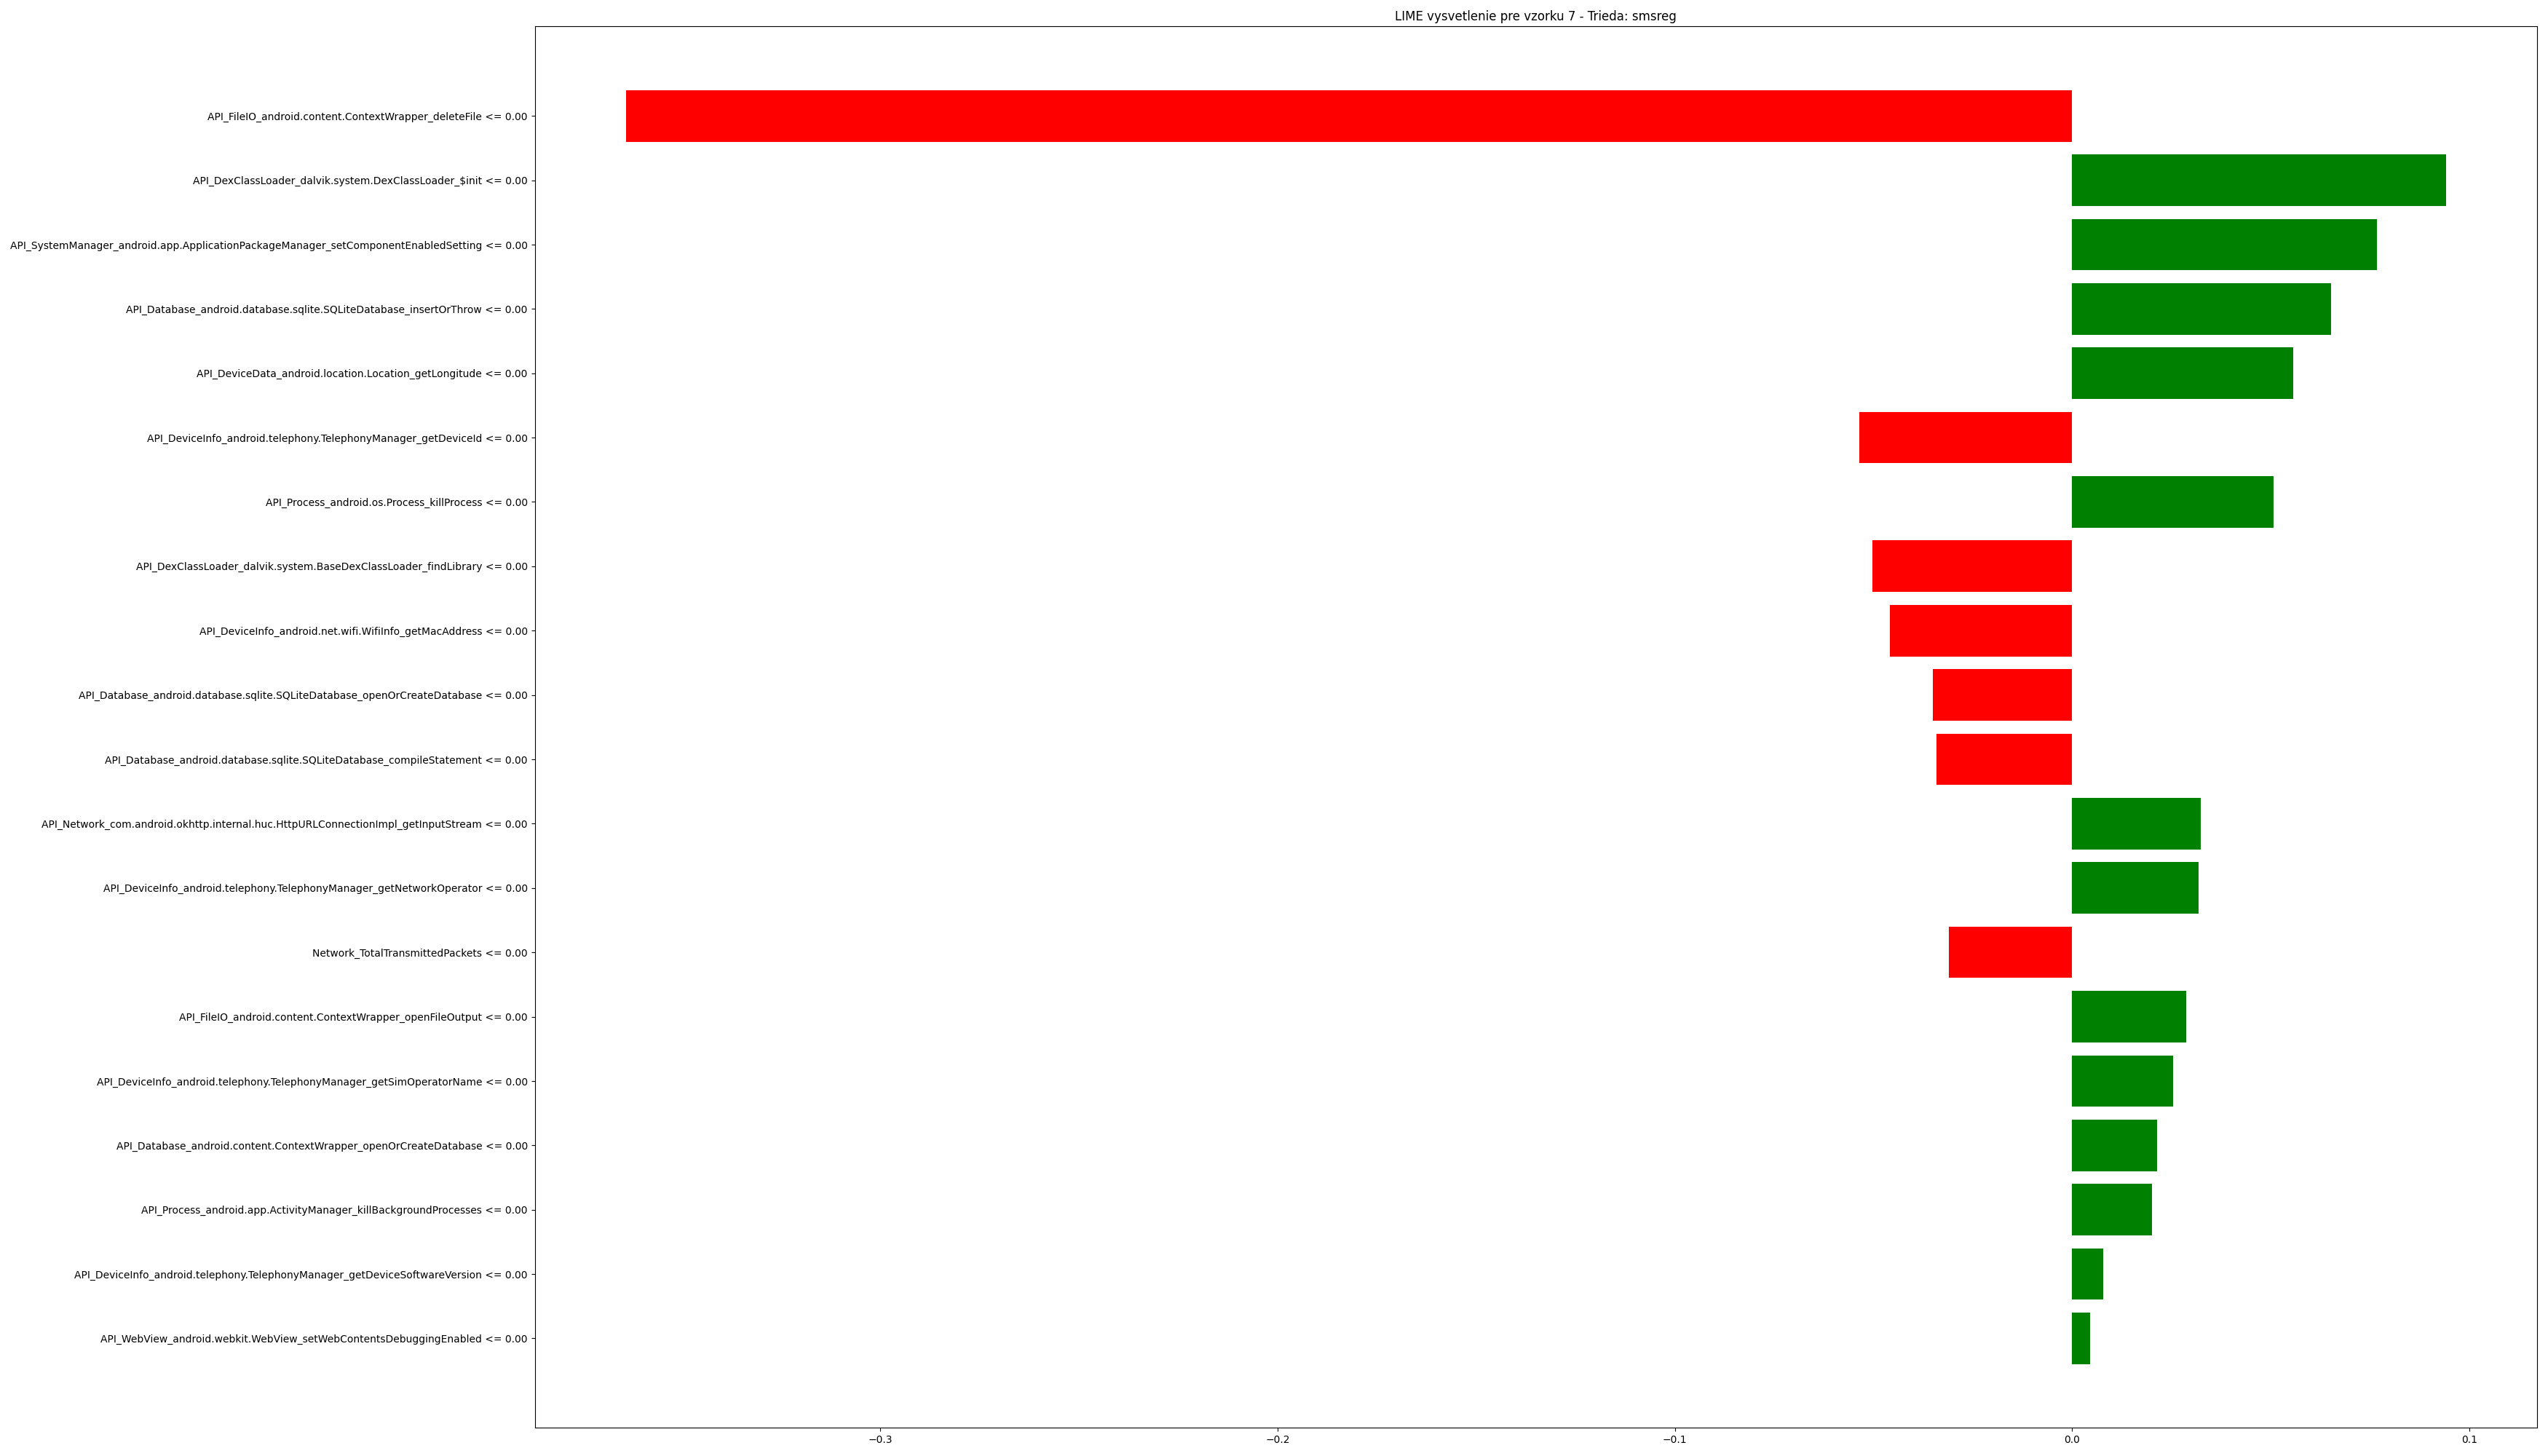 LIME vysvetlenie pre vzorku 7 - Trieda: smsreg
API_FileIO_android.content.ContextWrapper_deleteFile <= 0.00
API_DexClassLoader_dalvik.system.DexClassLoader_$init <= 0.00
API_SystemManager_android.app.ApplicationPackageManager_setComponentEnabledSetting <= 0.00
API_Database_android.database.sqlite.SQLiteDatabase_insertOrThrow <= 0.00
API_DeviceData_android.location.Location_getLongitude <= 0.00
API_DeviceInfo_android.telephony.TelephonyManager_getDeviceId <= 0.00
API_Process_android.os.Process_killProcess <= 0.00
API_DexClassLoader_dalvik.system.BaseDexClassLoader_findLibrary <= 0.00
API_DeviceInfo_android.net.wifi.WifiInfo_getMacAddress <= 0.00
API_Database_android.database.sqlite.SQLiteDatabase_openOrCreateDatabase <= 0.00
API_Database_android.database.sqlite.SQLiteDatabase_compileStatement <= 0.00
API_Network_com.android.okhttp.internal.huc.HttpURLConnectionImpl_getInputStream <= 0.00
API_DeviceInfo_android.telephony.TelephonyManager_getNetworkOperator <= 0.00
Network_TotalTransmittedPackets <= 0.00
API_FileIO_android.content.ContextWrapper_openFileOutput <= 0.00
API_DeviceInfo_android.telephony.TelephonyManager_getSimOperatorName <= 0.00
API_Database_android.content.ContextWrapper_openOrCreateDatabase <= 0.00
API_Process_android.app.ActivityManager_killBackgroundProcesses <= 0.00
API_DeviceInfo_android.telephony.TelephonyManager_getDeviceSoftwareVersion <= 0.00
API_WebView_android.webkit.WebView_setWebContentsDebuggingEnabled <= 0.00
−0.3 −0.2 −0.1 0.0 0.1